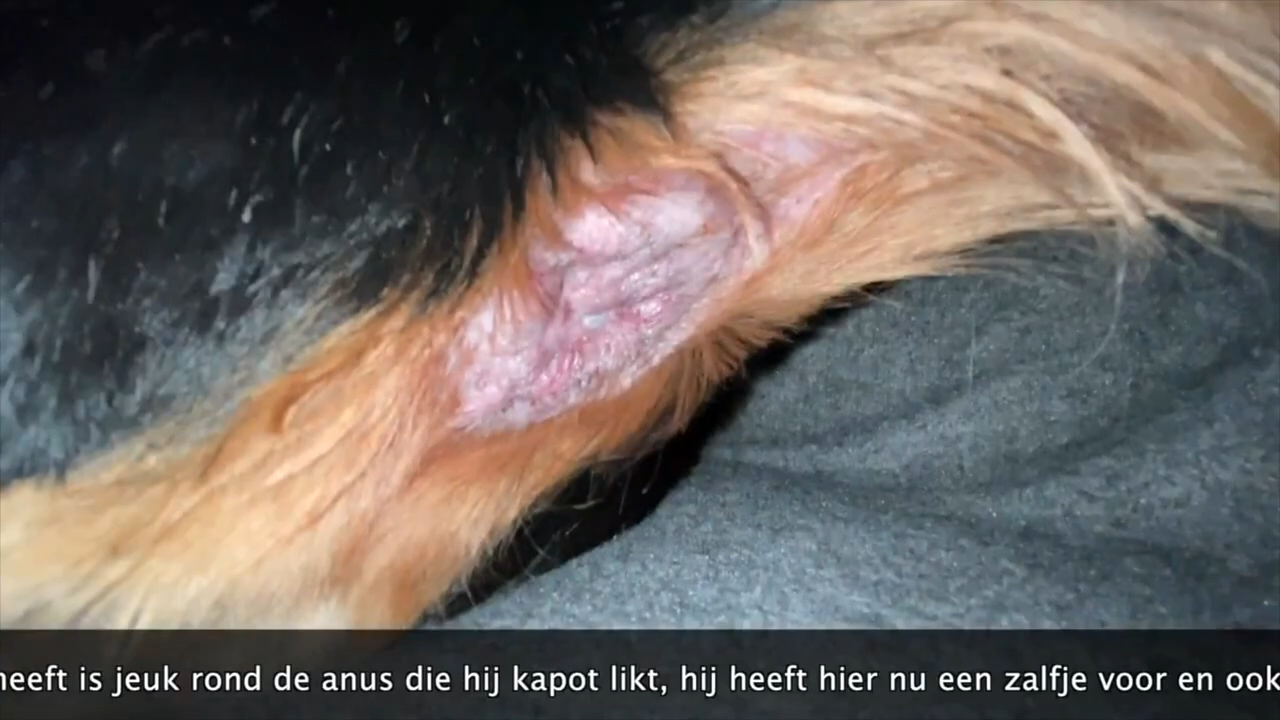 heeft is jeuk rond de anus die hij kapot likt, hij heeft hier nu een zalfje voor en ook